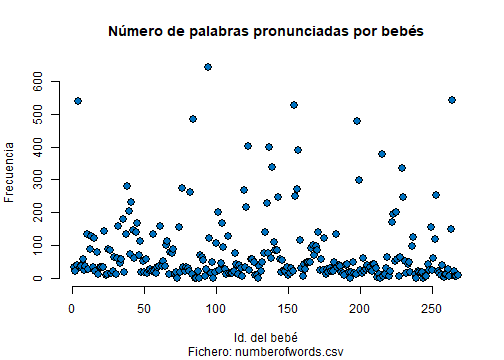 Número de palabras pronunciadas por bebés
Frecuencia
600
500
400
300
200
100
0
0 50 100 150 200 250
Id. del bebé
Fichero: numberofwords.csv